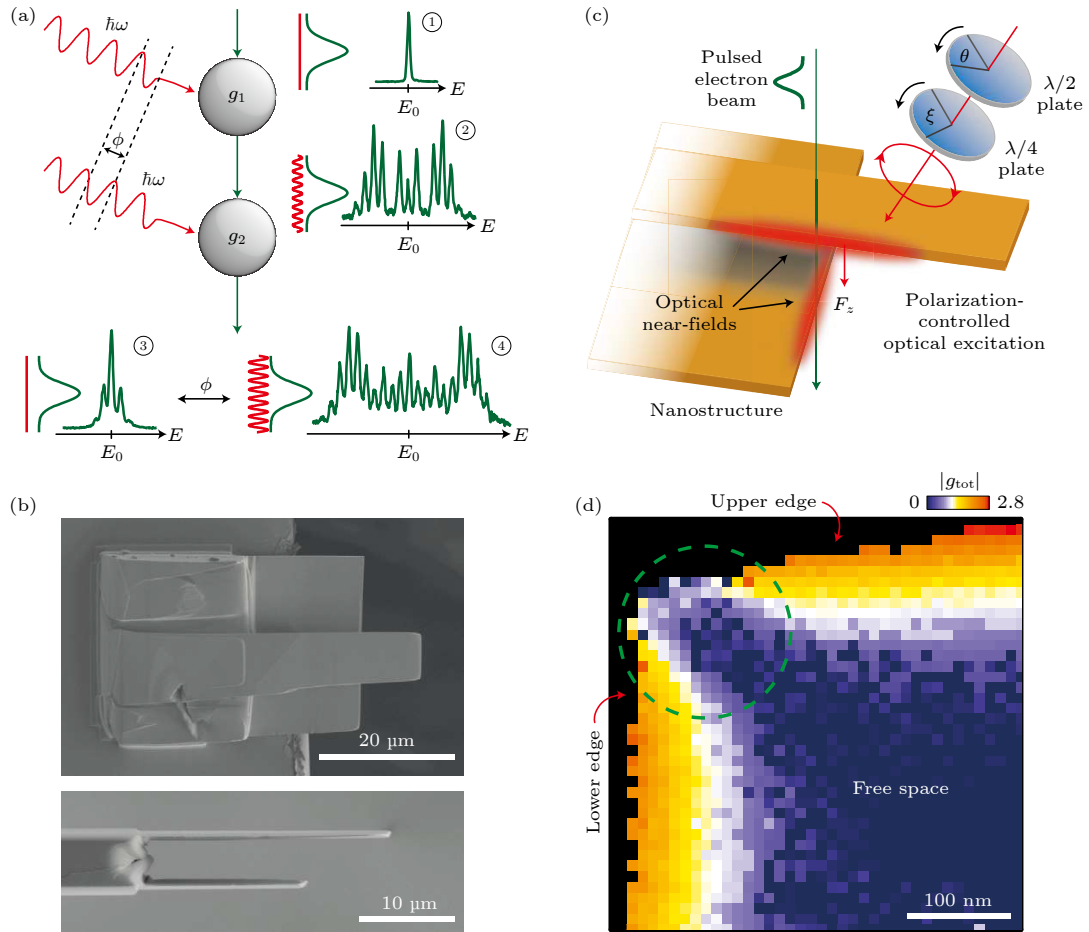 (a)
ħω
g₁
ϕ
ħω
g₂
1
E
E₀
2
E
E₀
3
E
E₀
ϕ
4
E
E₀
(b)
20 µm
10 µm
(c)
Pulsed
electron
beam
θ
λ/2
plate
ξ
λ/4
plate
Optical
near-fields
F_z
Polarization-
controlled
optical excitation
Nanostructure
(d)
|g_tot|
0
2.8
Upper edge
Lower edge
Free space
100 nm